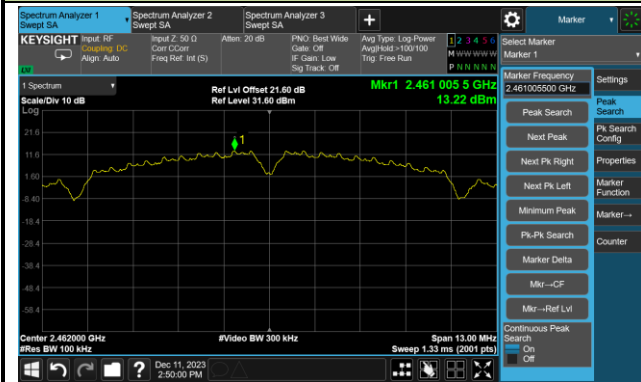 Spectrum Analyzer 1
Swept SA
Spectrum Analyzer 2
Swept SA
Spectrum Analyzer 3
Swept SA
Marker
KEYSIGHT
Input: RF
Coupling: DC
Align: Auto
Input Z: 50 Ω
Corr CCorr
Freq Ref: Int (S)
Atten: 20 dB
PNO: Best Wide
Gate: Off
IF Gain: Low
Sig Track: Off
Avg Type: Log-Power
Avg|Hold:>100/100
Trig: Free Run
1 2 3 4 5 6
M W W W W W
P N N N N N
Select Marker
Marker 1
1 Spectrum
Scale/Div 10 dB
Log
Ref Lvl Offset 21.60 dB
Ref Level 31.60 dBm
Mkr1 2.461 005 5 GHz
13.22 dBm
21.6
11.6
1.60
-8.40
-18.4
-28.4
-38.4
-48.4
-58.4
1
Center 2.462000 GHz
#Res BW 100 kHz
#Video BW 300 kHz
Span 13.00 MHz
Sweep 1.33 ms (2001 pts)
Marker Frequency
2.461005500 GHz
Peak Search
Next Peak
Next Pk Right
Next Pk Left
Minimum Peak
Pk-Pk Search
Marker Delta
Mkr→CF
Mkr→Ref Lvl
Continuous Peak
Search
On
Off
Settings
Peak
Search
Pk Search
Config
Properties
Marker
Function
Marker→
Counter
Dec 11, 2023
2:50:00 PM